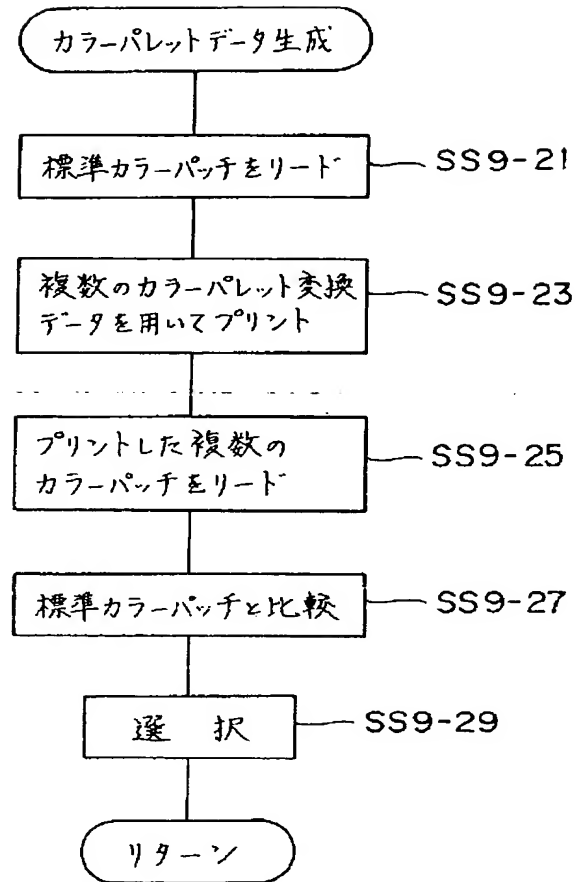 カラーパレットデータ生成
標準カラーパッチをリード
SS9-21
複数のカラーパレット変換
データを用いてプリント
SS9-23
プリントした複数の
カラーパッチをリード
SS9-25
標準カラーパッチと比較
SS9-27
選 択
SS9-29
リターン